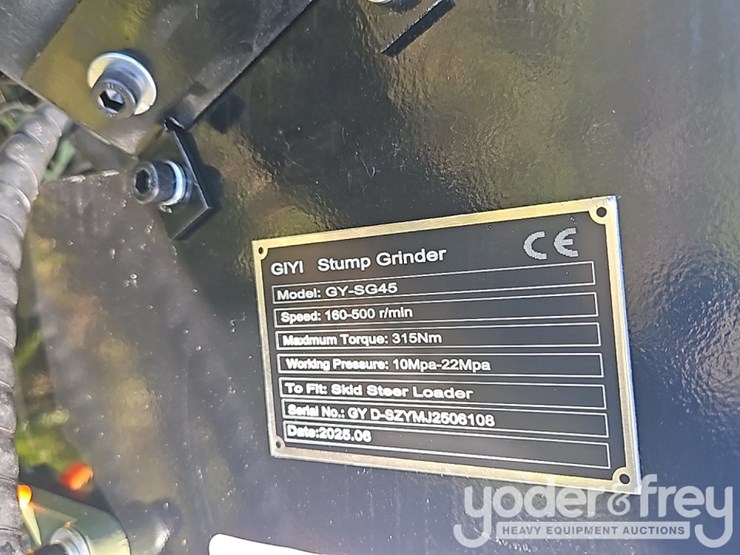 GIYI Stump Grinder CE
Model: GY-SG45
Speed: 160-500 r/min
Maximum Torque: 315Nm
Working Pressure: 10Mpa-22Mpa
To Fit: Skid Steer Loader
Serial No.: GY D-SZYMJ2506108
Date:2025.06
yoder&frey
HEAVY EQUIPMENT AUCTIONS